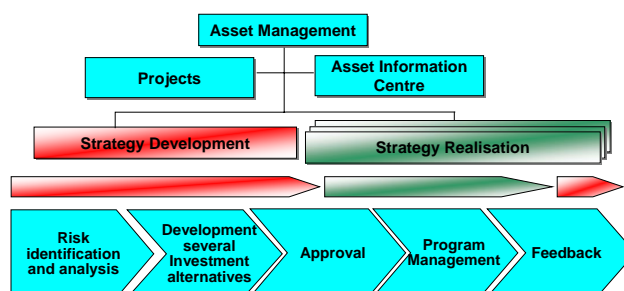 Asset Management
Projects
Asset Information
Centre
Strategy Development
Strategy Realisation
Risk
identification
and analysis
Development
several
Investment
alternatives
Approval
Program
Management
Feedback